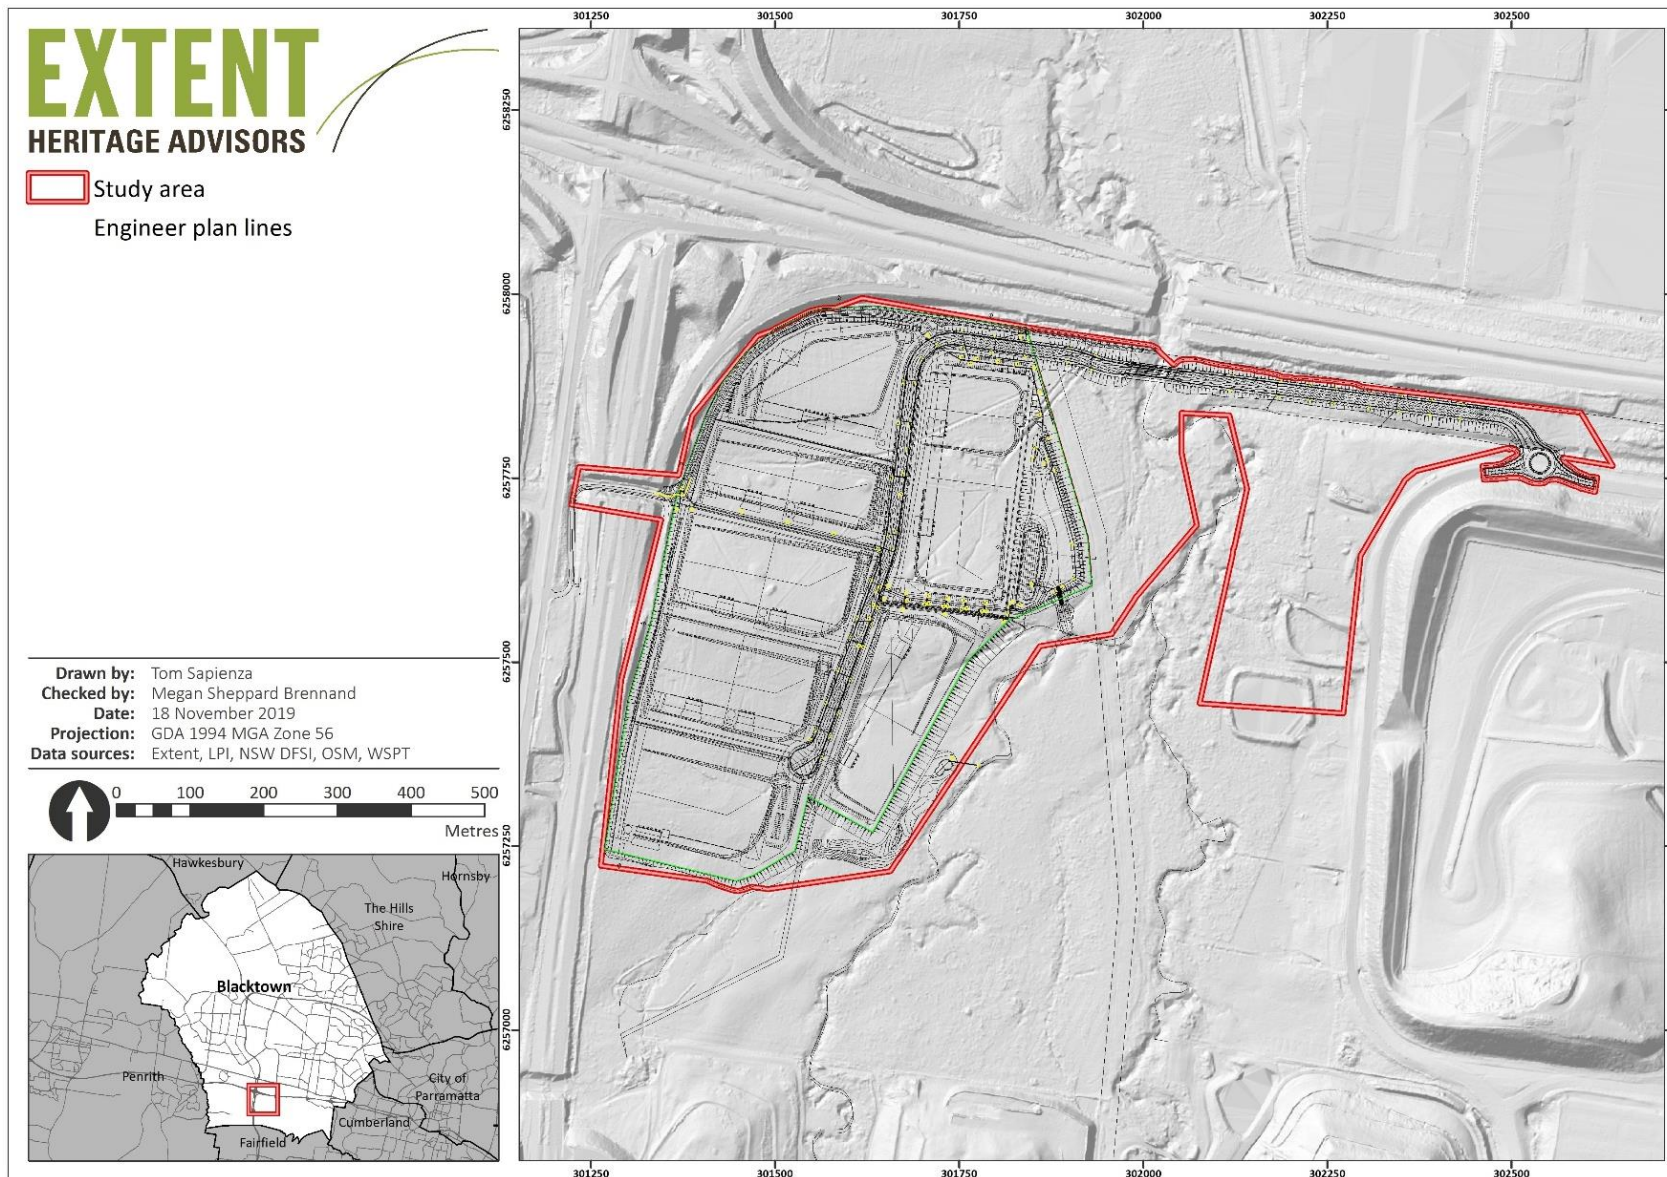 EXTENT
HERITAGE ADVISORS
Study area
Engineer plan lines
Drawn by: Tom Sapienza
Checked by: Megan Sheppard Brennand
Date: 18 November 2019
Projection: GDA 1994 MGA Zone 56
Data sources: Extent, LPI, NSW DFSI, OSM, WSPT
0 100 200 300 400 500
Metres
Hawkesbury
Hornsby
The Hills
Shire
Blacktown
Penrith
City of
Parramatta
Cumberland
Fairfield
301250 301500 301750 302000 302250 302500
6258250
6258000
6257750
6257500
6257250
6257000
301250 301500 301750 302000 302250 302500